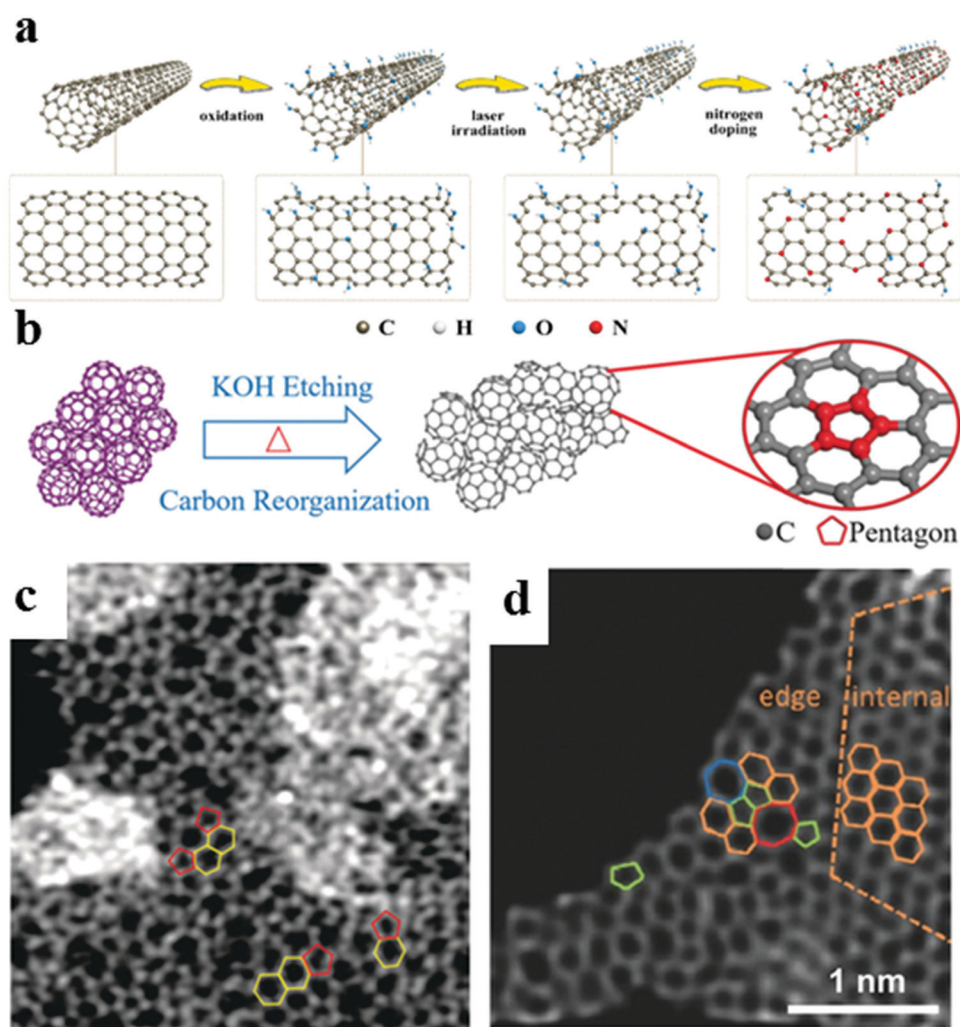 a
oxidation
laser
irradiation
nitrogen
doping
C H O N
b
KOH Etching
Carbon Reorganization
C Pentagon
c
d
edge
internal
1 nm